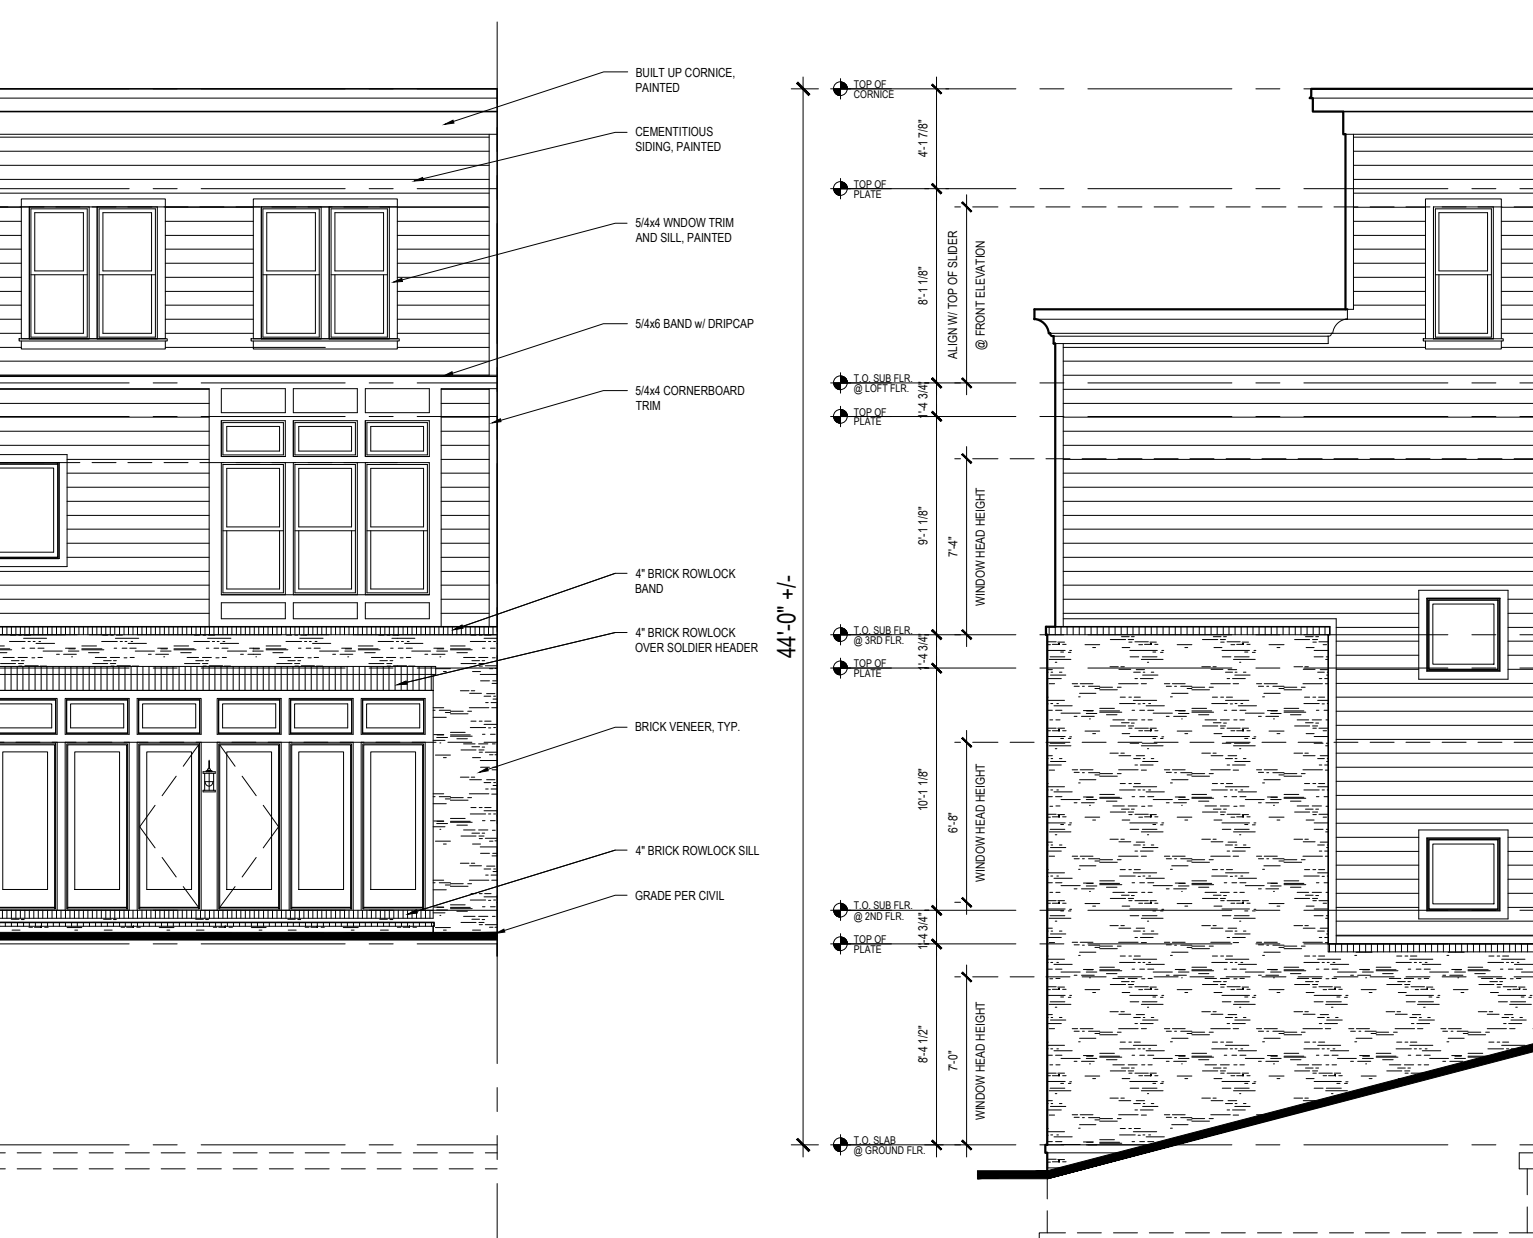 BUILT UP CORNICE,
PAINTED
CEMENTITIOUS
SIDING, PAINTED
5/4x4 WNDOW TRIM
AND SILL, PAINTED
5/4x6 BAND w/ DRIPCAP
5/4x4 CORNERBOARD
TRIM
4" BRICK ROWLOCK
BAND
4" BRICK ROWLOCK
OVER SOLDIER HEADER
BRICK VENEER, TYP.
4" BRICK ROWLOCK SILL
GRADE PER CIVIL
44'-0" +/-
TOP OF
CORNICE
4'-1 7/8"
TOP OF
PLATE
8'-1 1/8"
ALIGN W/ TOP OF SLIDER
@ FRONT ELEVATION
T.O. SUB FLR.
@ LOFT FLR.
1'-4 3/4"
TOP OF
PLATE
9'-1 1/8"
7'-4"
WINDOW HEAD HEIGHT
T.O. SUB FLR.
@ 3RD FLR.
1'-4 3/4"
TOP OF
PLATE
10'-1 1/8"
6'-8"
WINDOW HEAD HEIGHT
T.O. SUB FLR.
@ 2ND FLR.
1'-4 3/4"
TOP OF
PLATE
8'-4 1/2"
7'-0"
WINDOW HEAD HEIGHT
T.O. SLAB
@ GROUND FLR.